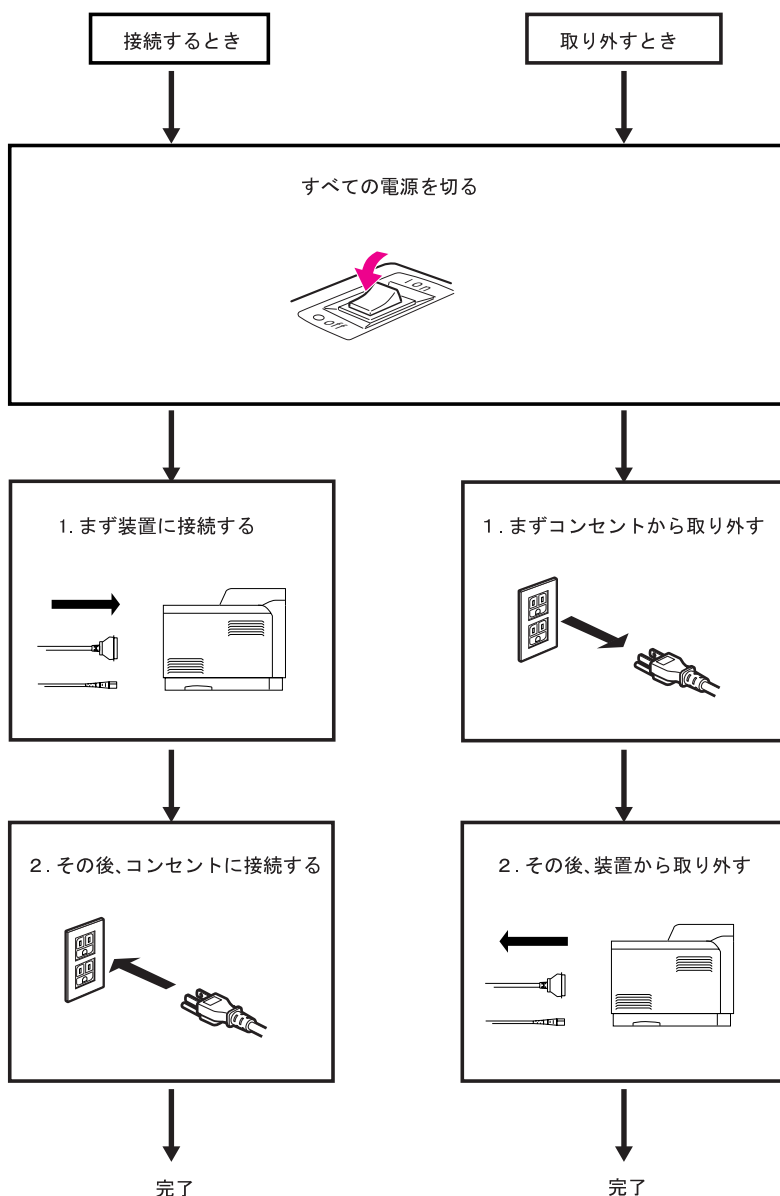 接続するとき
取り外すとき
すべての電源を切る
I on
○ off
1. まず装置に接続する
1. まずコンセントから取り外す
2. その後、コンセントに接続する
2. その後、装置から取り外す
完了
完了